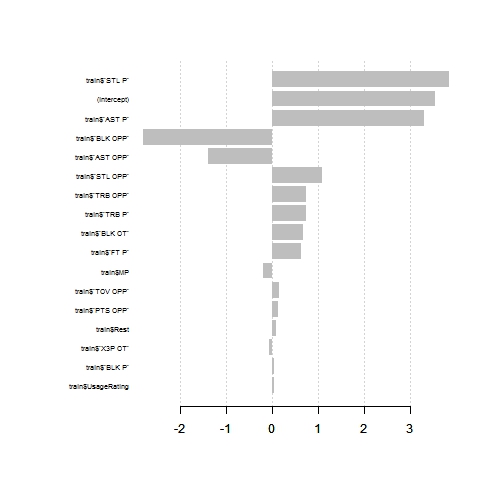 train$"STL P"
(Intercept)
train$"AST P"
train$"BLK OPP"
train$"AST OPP"
train$"STL OPP"
train$"TRB OPP"
train$"TRB P"
train$"BLK OT"
train$"FT P"
train$MP
train$"TOV OPP"
train$"PTS OPP"
train$Rest
train$"X3P OT"
train$"BLK P"
train$UsageRating
-2 -1 0 1 2 3